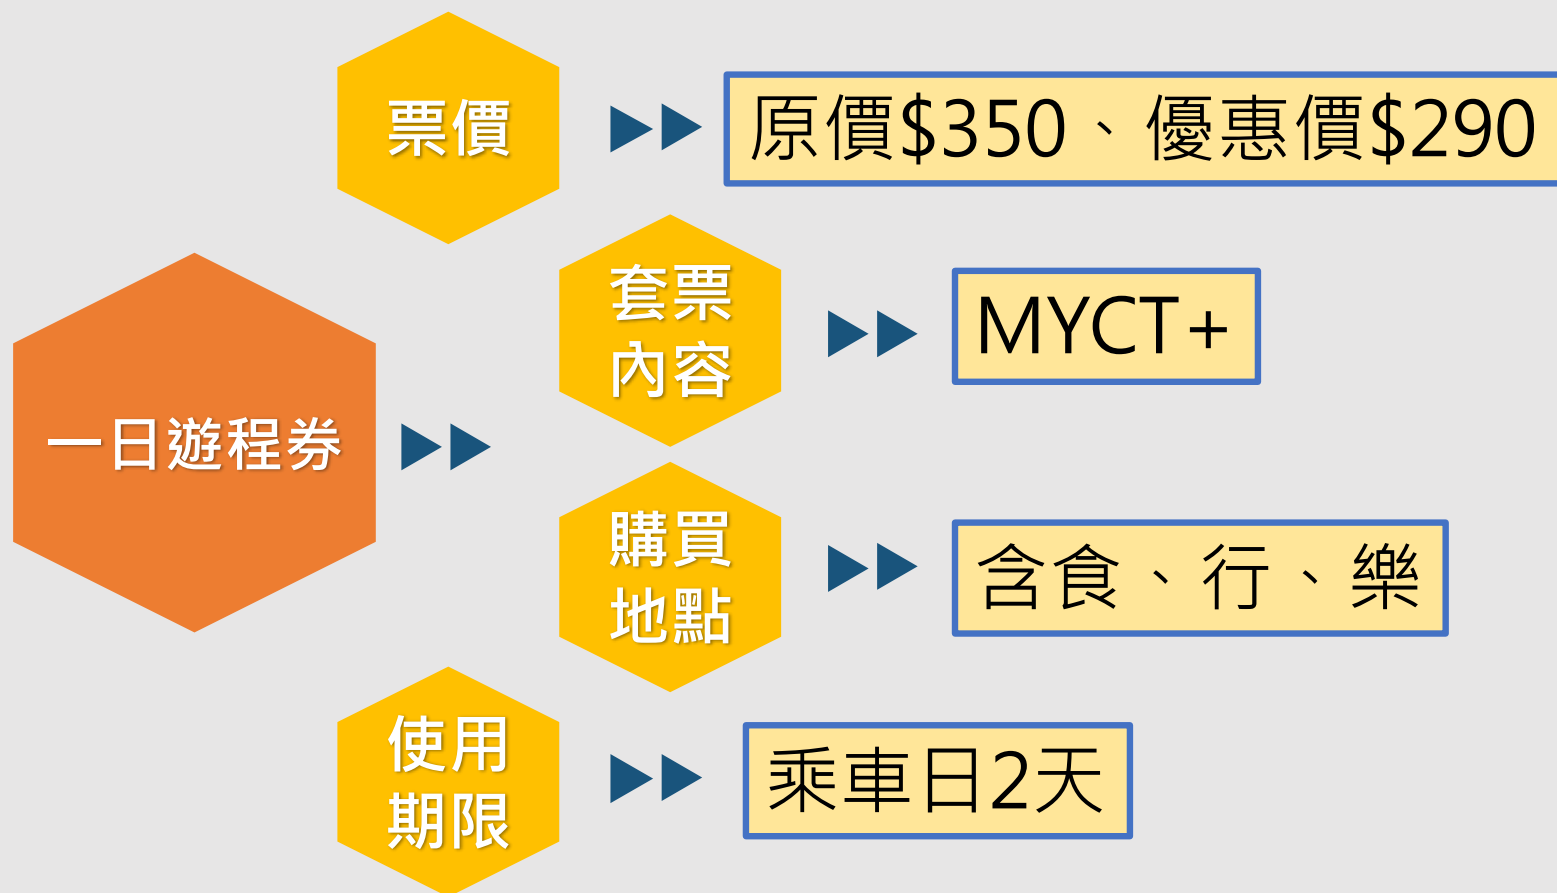 一日遊程券
票價
原價$350、優惠價$290
套票
內容
MYCT+
購買
地點
含食、行、樂
使用
期限
乘車日2天